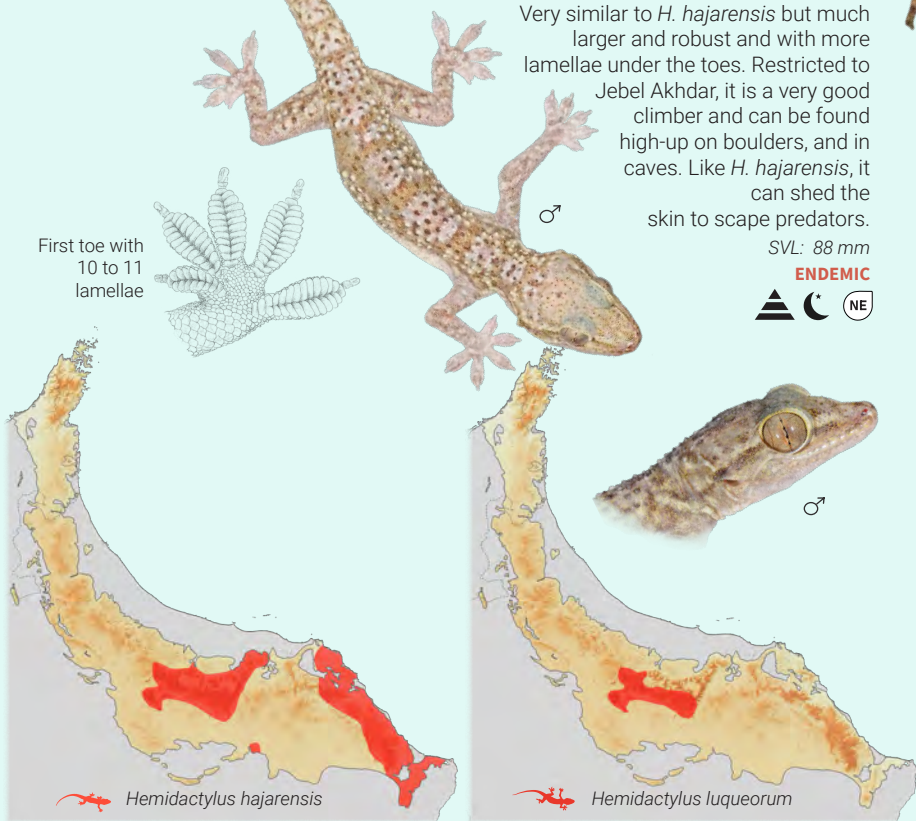 Very similar to H. hajarensis but much
larger and robust and with more
lamellae under the toes. Restricted to
Jebel Akhdar, it is a very good
climber and can be found
high-up on boulders, and in
caves. Like H. hajarensis, it
can shed the
skin to scape predators.
SVL: 88 mm
ENDEMIC
NE
♂
First toe with
10 to 11
lamellae
♂
Hemidactylus hajarensis
Hemidactylus luqueorum